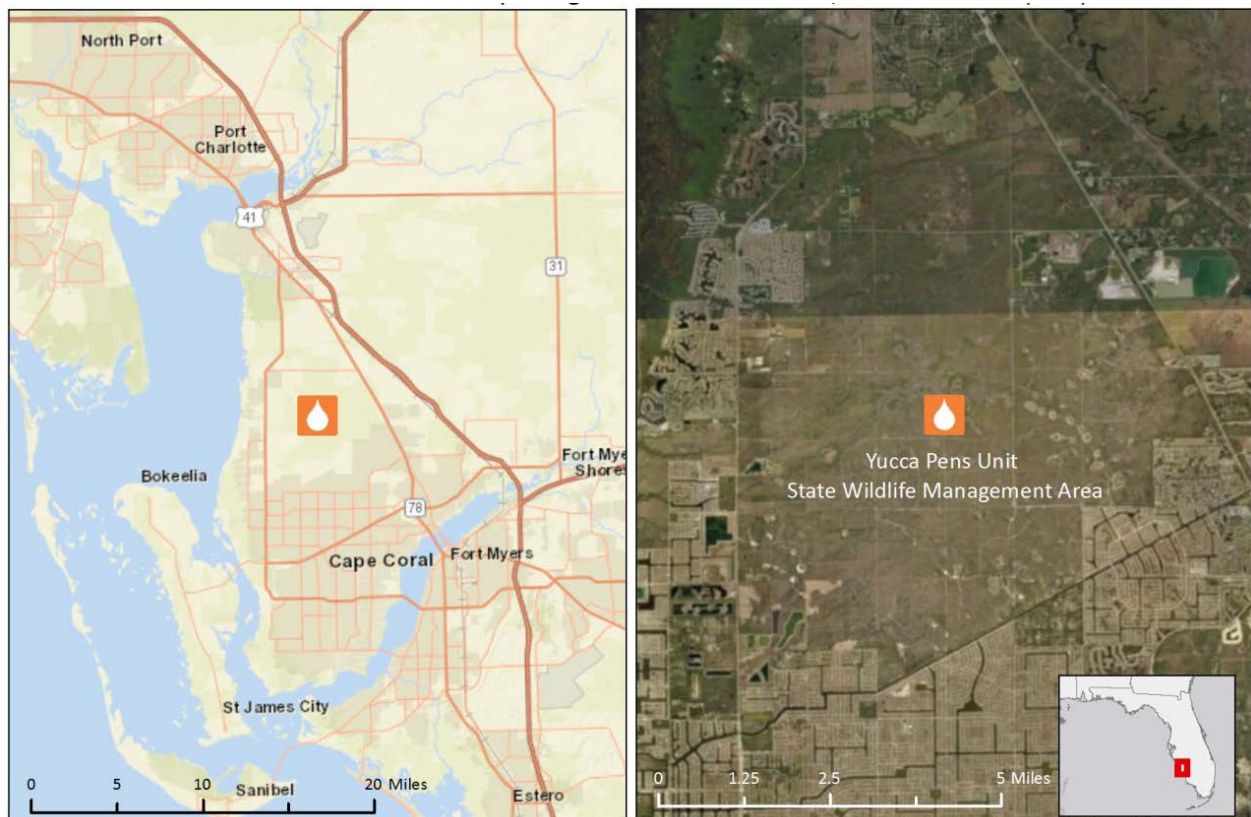 North Port
Port
Charlotte
41
31
Bokeelia
78
Fort Mye
Shores
Cape Coral
Fort Myers
St James City
Sanibel
Estero
0 5 10 20 Miles
Yucca Pens Unit
State Wildlife Management Area
0 1.25 2.5 5 Miles